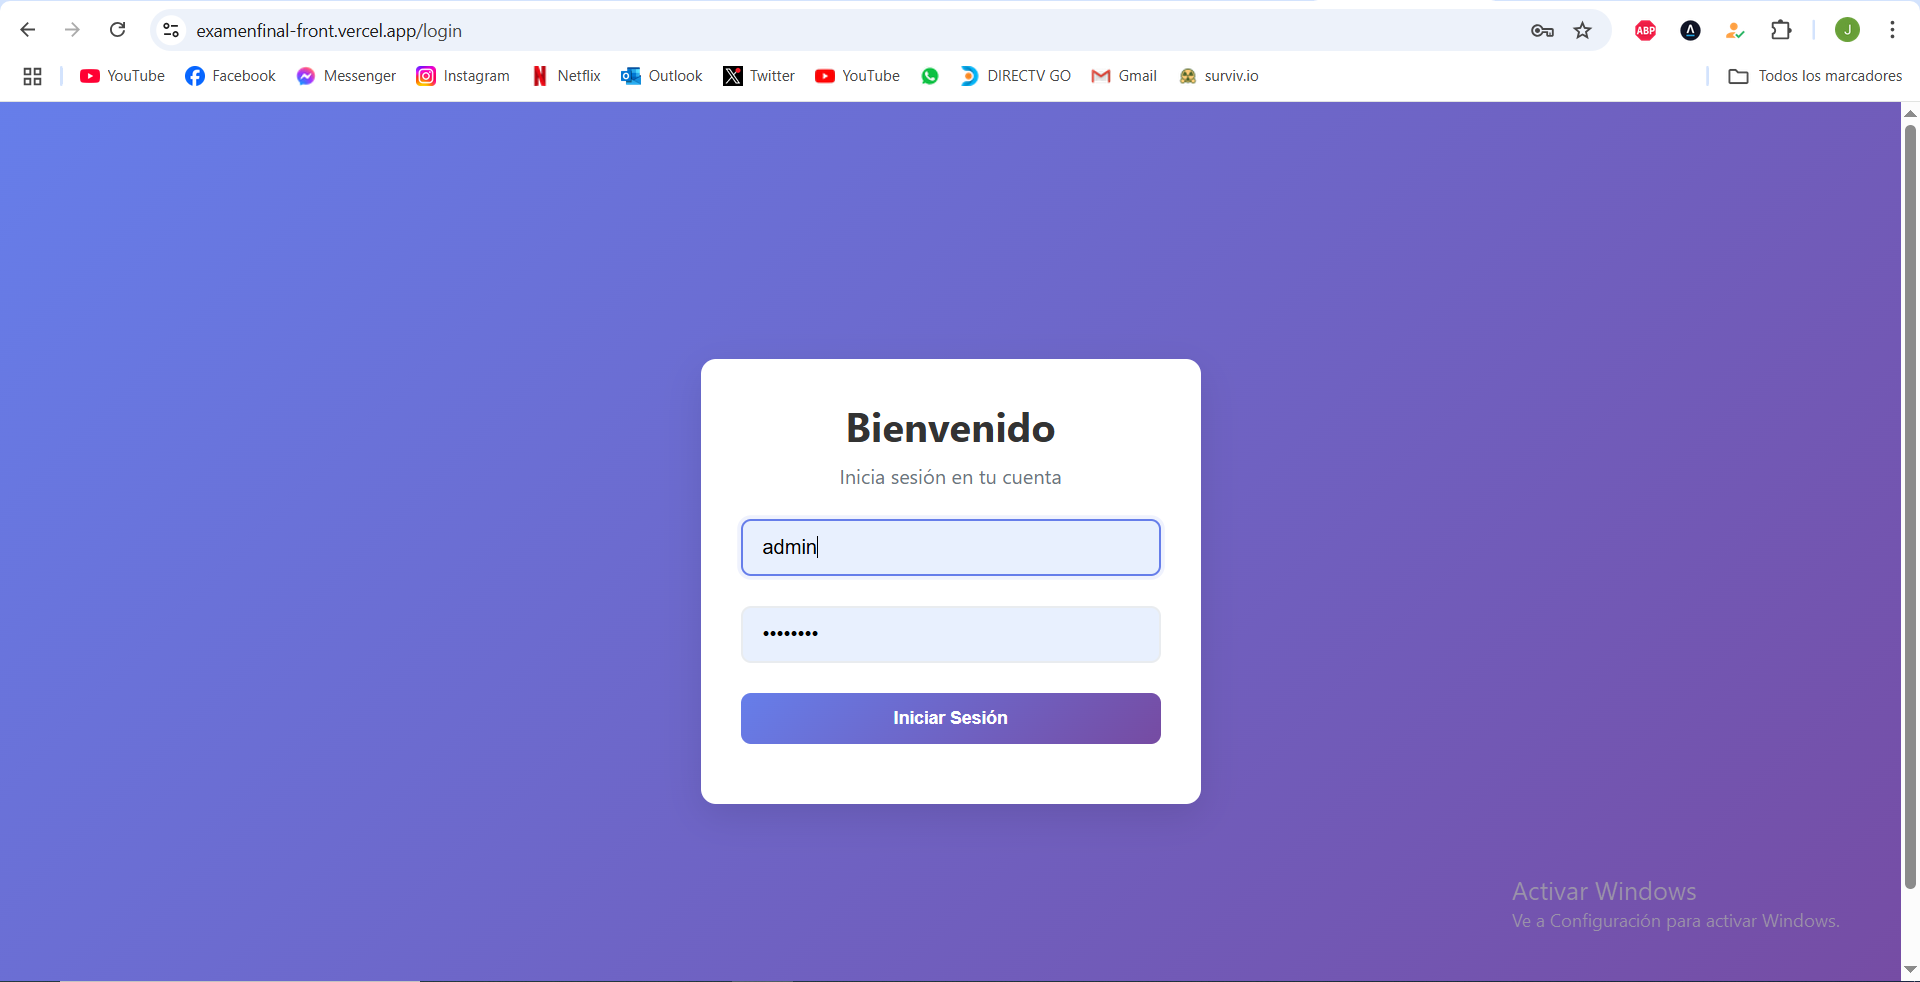 examenfinal-front.vercel.app/login
ABP
J
YouTube Facebook Messenger Instagram Netflix Outlook Twitter YouTube DIRECTV GO Gmail surviv.io Todos los marcadores
Bienvenido
Inicia sesión en tu cuenta
admin
••••••••
Iniciar Sesión
Activar Windows
Ve a Configuración para activar Windows.